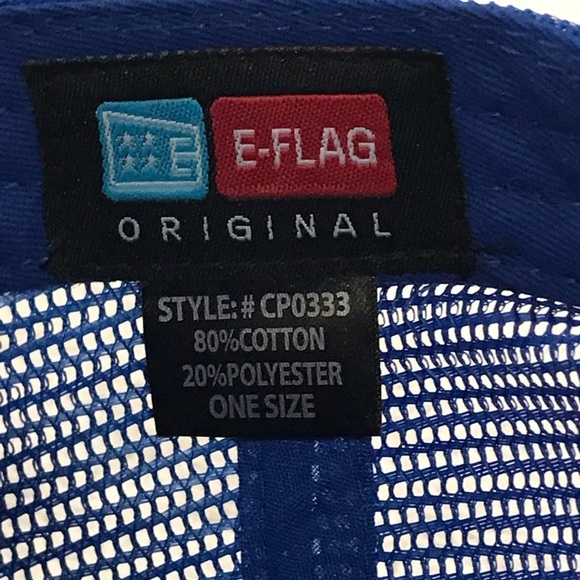 E E-FLAG
ORIGINAL
STYLE:# CP0333
80%COTTON
20%POLYESTER
ONE SIZE